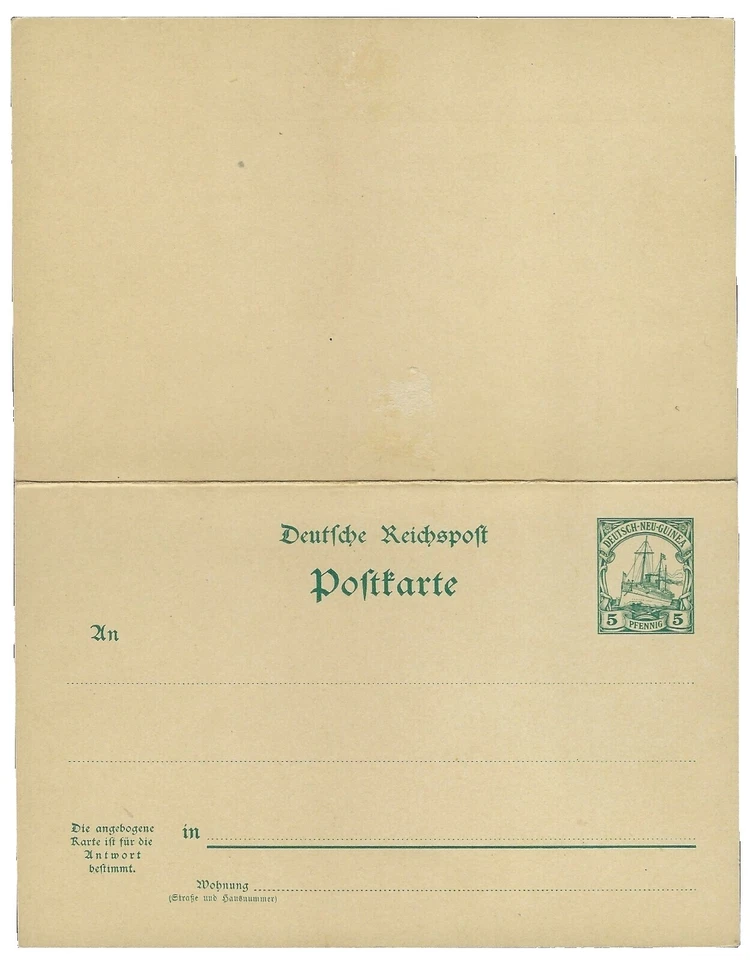 Deutsche Reichspost
Postkarte
DEUTSCH-NEU-GUINEA
5 PFENNIG 5
An
Die angebogene
Karte ist für die
Antwort
bestimmt.
in
Wohnung
(Straße und Hausnummer)